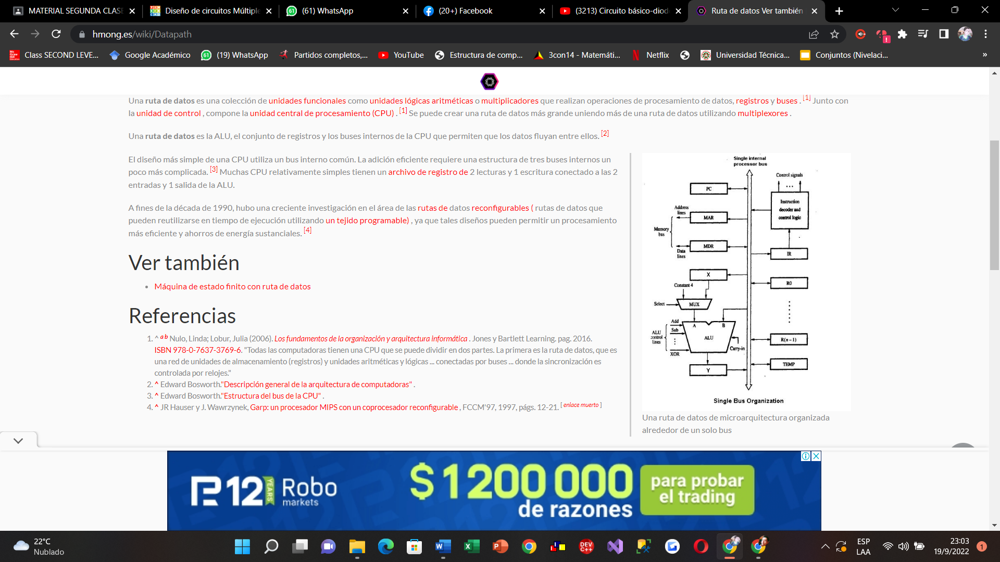 MATERIAL SEGUNDA CLAS
Diseño de circuitos Múltiple
(61) WhatsApp
(20+) Facebook
(3213) Circuito básico-diod
Ruta de datos Ver también
hmong.es/wiki/Datapath
Class SECOND LEVE...
Google Académico
(19) WhatsApp
Partidos completos,...
YouTube
Estructura de comp...
3con14 - Matemáti...
Netflix
Universidad Técnica...
Conjuntos (Nivelaci...
»
Una ruta de datos es una colección de unidades funcionales como unidades lógicas aritméticas o multiplicadores que realizan operaciones de procesamiento de datos, registros y buses . [1] Junto con
la unidad de control , compone la unidad central de procesamiento (CPU) . [1] Se puede crear una ruta de datos más grande uniendo más de una ruta de datos utilizando multiplexores .
Una ruta de datos es la ALU, el conjunto de registros y los buses internos de la CPU que permiten que los datos fluyan entre ellos. [2]
El diseño más simple de una CPU utiliza un bus interno común. La adición eficiente requiere una estructura de tres buses internos un
poco más complicada. [3] Muchas CPU relativamente simples tienen un archivo de registro de 2 lecturas y 1 escritura conectado a las 2
entradas y 1 salida de la ALU.
A fines de la década de 1990, hubo una creciente investigación en el área de las rutas de datos reconfigurables ( rutas de datos que
pueden reutilizarse en tiempo de ejecución utilizando un tejido programable) , ya que tales diseños pueden permitir un procesamiento
más eficiente y ahorros de energía sustanciales. [4]
Ver también
• Máquina de estado finito con ruta de datos
Referencias
1. ^ a b Nulo, Linda; Lobur, Julia (2006). Los fundamentos de la organización y arquitectura informática . Jones y Bartlett Learning. pag. 2016.
ISBN 978-0-7637-3769-6. "Todas las computadoras tienen una CPU que se puede dividir en dos partes. La primera es la ruta de datos, que es
una red de unidades de almacenamiento (registros) y unidades aritméticas y lógicas ... conectadas por buses ... donde la sincronización es
controlada por relojes."
2. ^ Edward Bosworth."Descripción general de la arquitectura de computadoras" .
3. ^ Edward Bosworth."Estructura del bus de la CPU" .
4. ^ JR Hauser y J. Wawrzynek, Garp: un procesador MIPS con un coprocesador reconfigurable , FCCM'97, 1997, págs. 12-21. [ enlace muerto ]
Single internal
processor bus
Control signals
...
PC
Instruction
decoder and
control logic
Address
lines
MAR
Memory
bus
MDR
Data
lines
IR
X
Constant 4
R0
Select
MUX
Add
A
B
Sub
ALU
control
lines
ALU
R(n−1)
Carry-in
XOR
TEMP
Y
Single Bus Organization
Una ruta de datos de microarquitectura organizada
alrededor de un solo bus
R 12 YEARS
Robo
markets
$ 1 200 000
de razones
para probar
el trading
22°C
Nublado
DEV
C++
ESP
LAA
23:03
19/9/2022
1